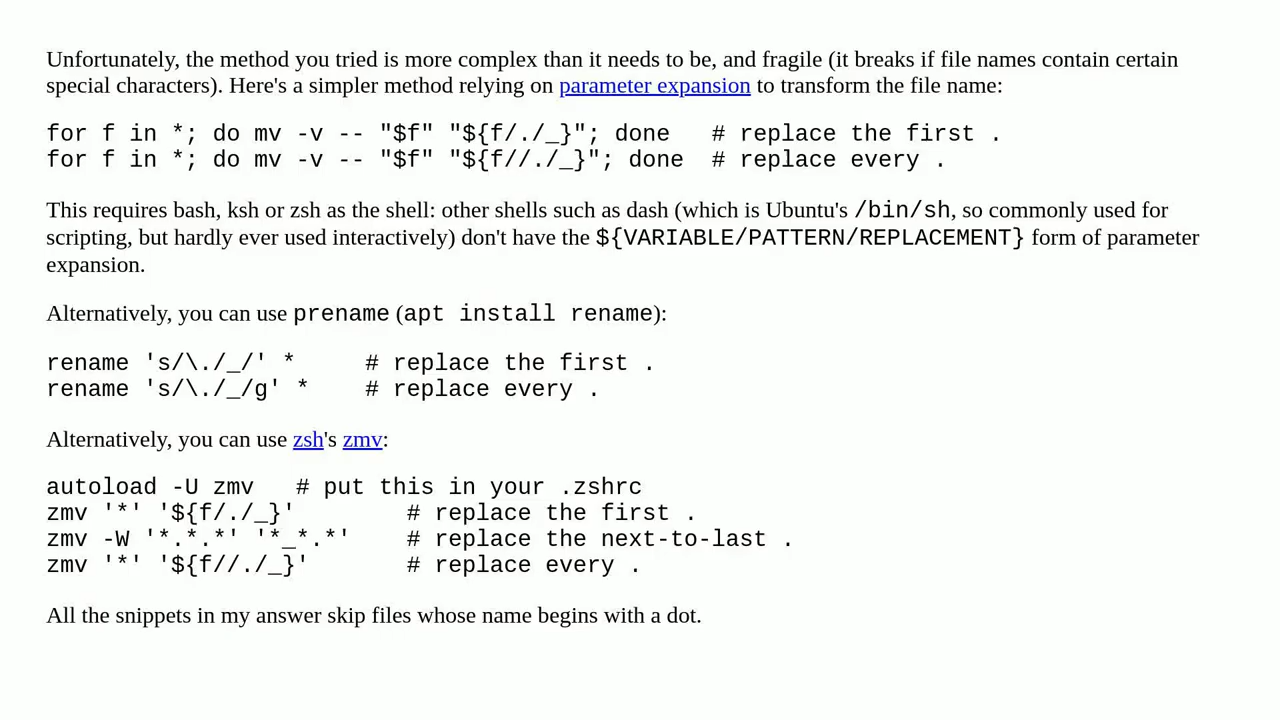 Unfortunately, the method you tried is more complex than it needs to be, and fragile (it breaks if file names contain certain
special characters). Here's a simpler method relying on parameter expansion to transform the file name:
for f in *; do mv -v -- "$f" "${f/./_}"; done   # replace the first .
for f in *; do mv -v -- "$f" "${f//./_}"; done  # replace every .
This requires bash, ksh or zsh as the shell: other shells such as dash (which is Ubuntu's /bin/sh, so commonly used for
scripting, but hardly ever used interactively) don't have the ${VARIABLE/PATTERN/REPLACEMENT} form of parameter
expansion.
Alternatively, you can use prename (apt install rename):
rename 's/\./_/' *     # replace the first .
rename 's/\./_/g' *    # replace every .
Alternatively, you can use zsh's zmv:
autoload -U zmv   # put this in your .zshrc
zmv '*' '${f/./_}'        # replace the first .
zmv -W '*.*.*' '*_*.*'    # replace the next-to-last .
zmv '*' '${f//./_}'       # replace every .
All the snippets in my answer skip files whose name begins with a dot.